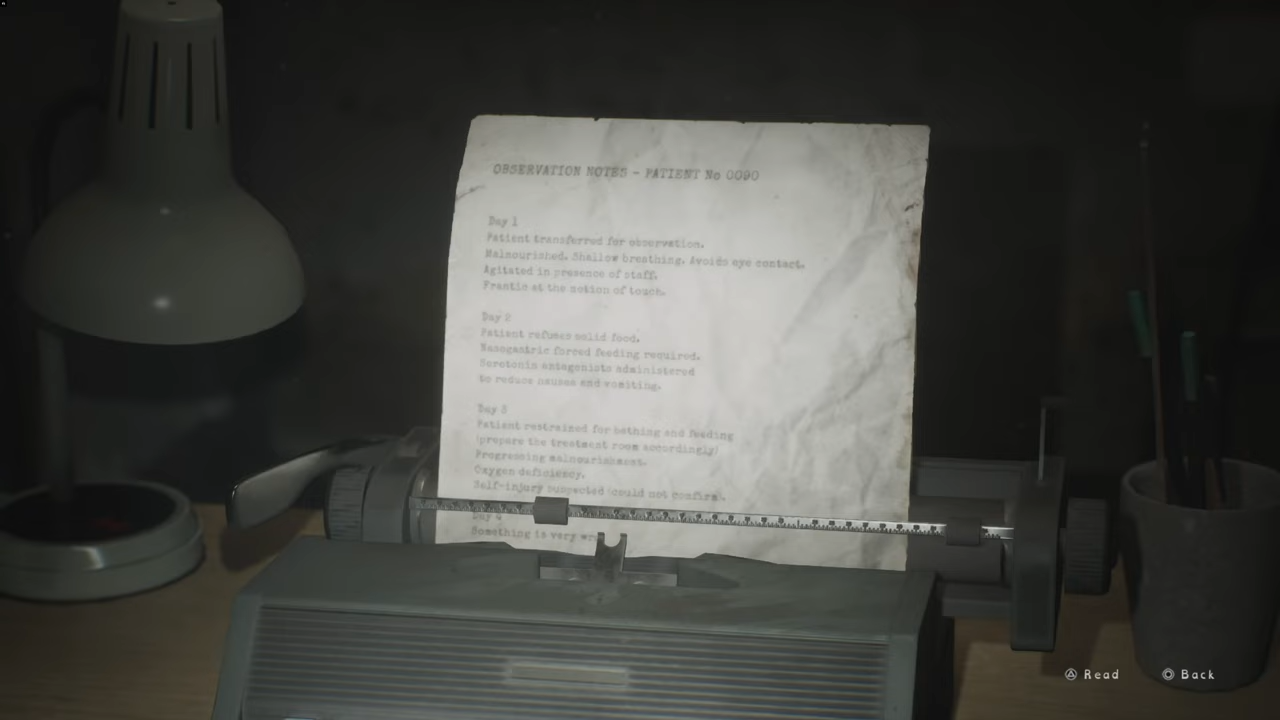 OBSERVATION NOTES - PATIENT No 0090
Day 1
Patient transferred for observation.
Malnourished. Shallow breathing. Avoids eye contact.
Agitated in presence of staff.
Frantic at the notion of touch.
Day 2
Patient refuses solid food.
Nasogastric forced feeding required.
Serotonin antagonists administered
to reduce nausea and vomiting.
Day 3
Patient restrained for bathing and feeding
(prepare the treatment room accordingly)
Progressing malnourishment.
Oxygen deficiency.
Self-injury suspected (could not confirm).
Day
Something is very
Read
Back